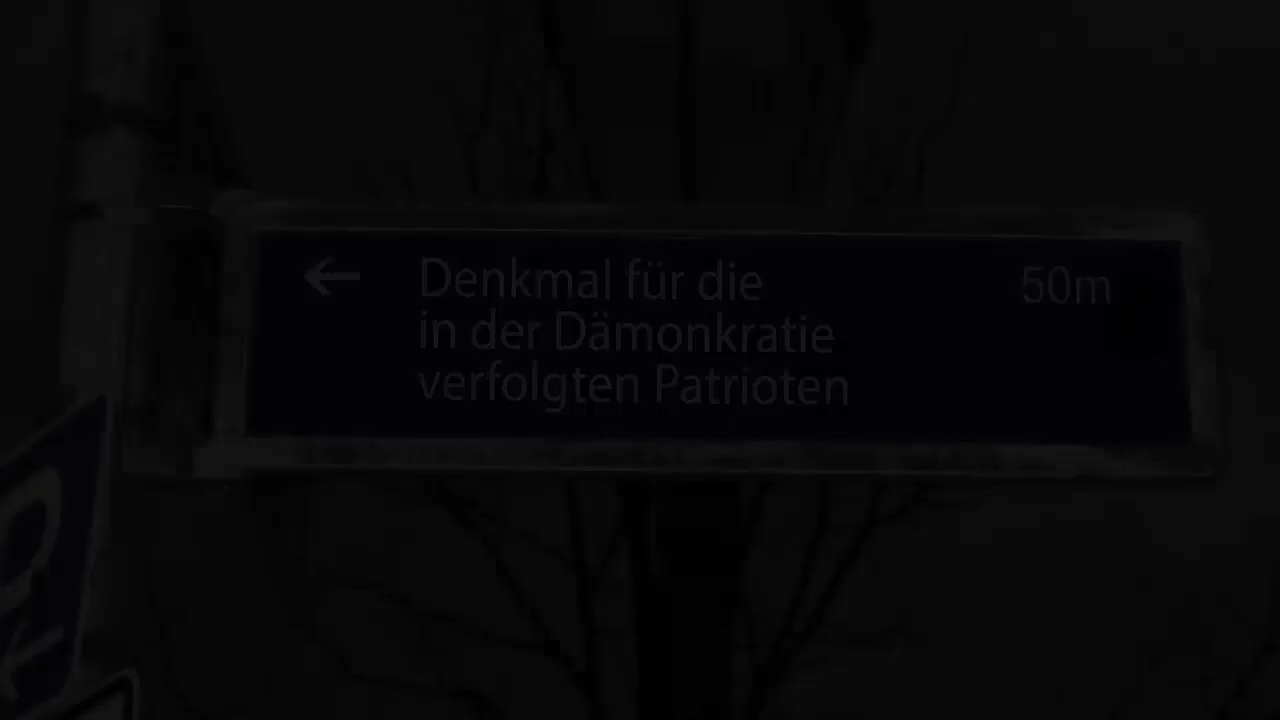 ← Denkmal für die 50m
in der Dämonkratie
verfolgten Patrioten